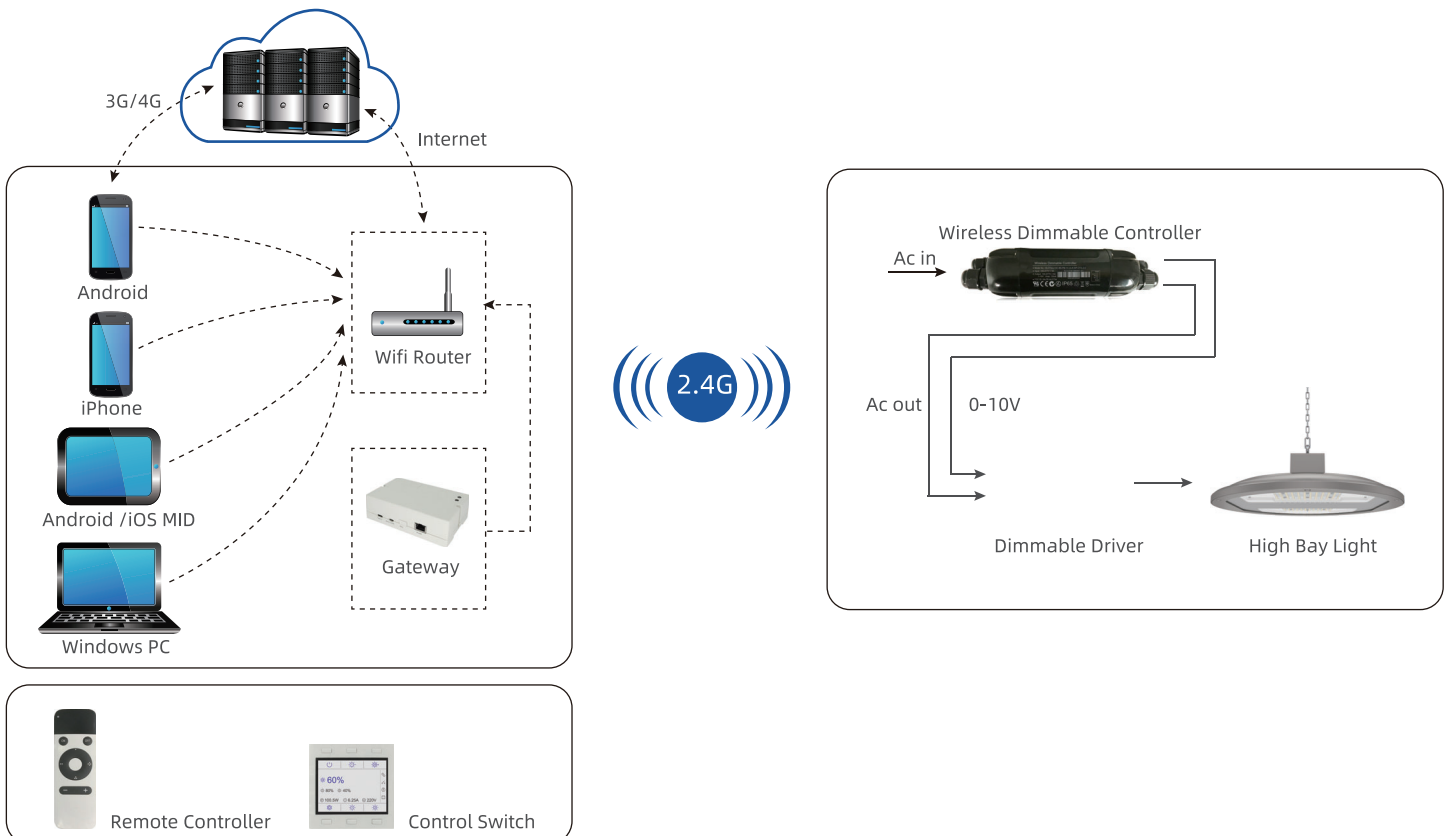 3G/4G
Internet
Android
iPhone
Android /iOS MID
Windows PC
Wifi Router
Gateway
2.4G
Wireless Dimmable Controller
Ac in
Ac out
0-10V
Dimmable Driver
High Bay Light
Remote Controller
60%
Control Switch